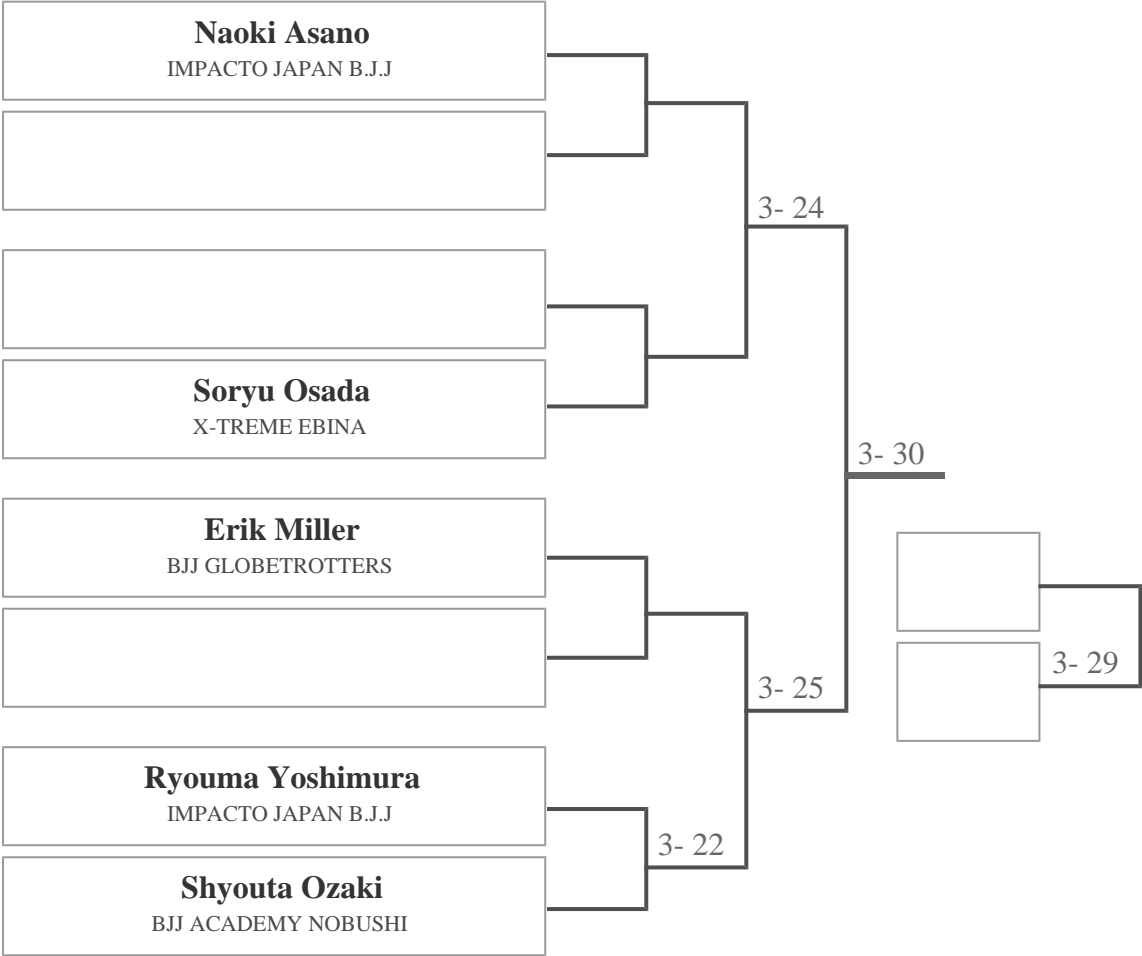 Naoki Asano
IMPACTO JAPAN B.J.J
3- 24
Soryu Osada
X-TREME EBINA
3- 30
Erik Miller
BJJ GLOBETROTTERS
3- 29
3- 25
Ryouma Yoshimura
IMPACTO JAPAN B.J.J
3- 22
Shyouta Ozaki
BJJ ACADEMY NOBUSHI